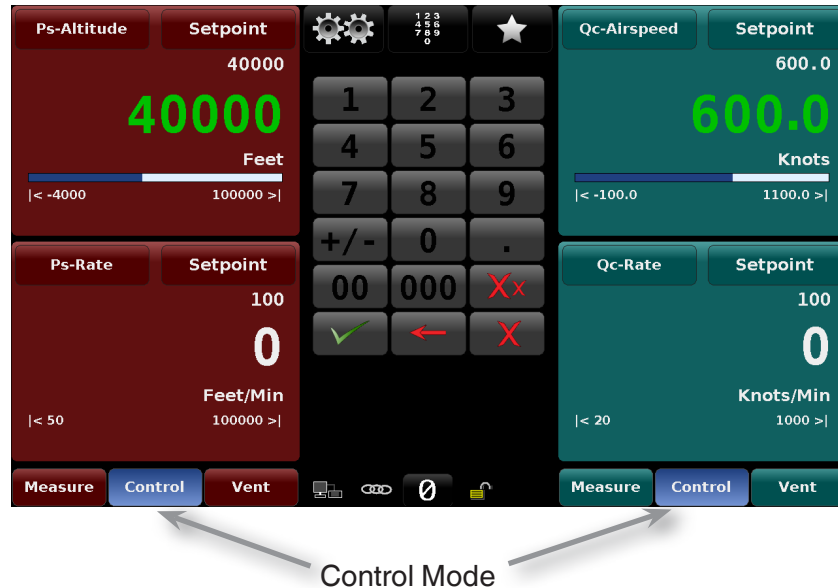 Ps-Altitude Setpoint
40000
40000
Feet
|< -4000 100000 >|
Ps-Rate Setpoint
100
0
Feet/Min
|< 50 100000 >|
Measure Control Vent
1 2 3
4 5 6
7 8 9
0
1 2 3
4 5 6
7 8 9
+/- 0 .
00 000 Xx
X
0
Qc-Airspeed Setpoint
600.0
600.0
Knots
|< -100.0 1100.0 >|
Qc-Rate Setpoint
100
0
Knots/Min
|< 20 1000 >|
Measure Control Vent
Control Mode